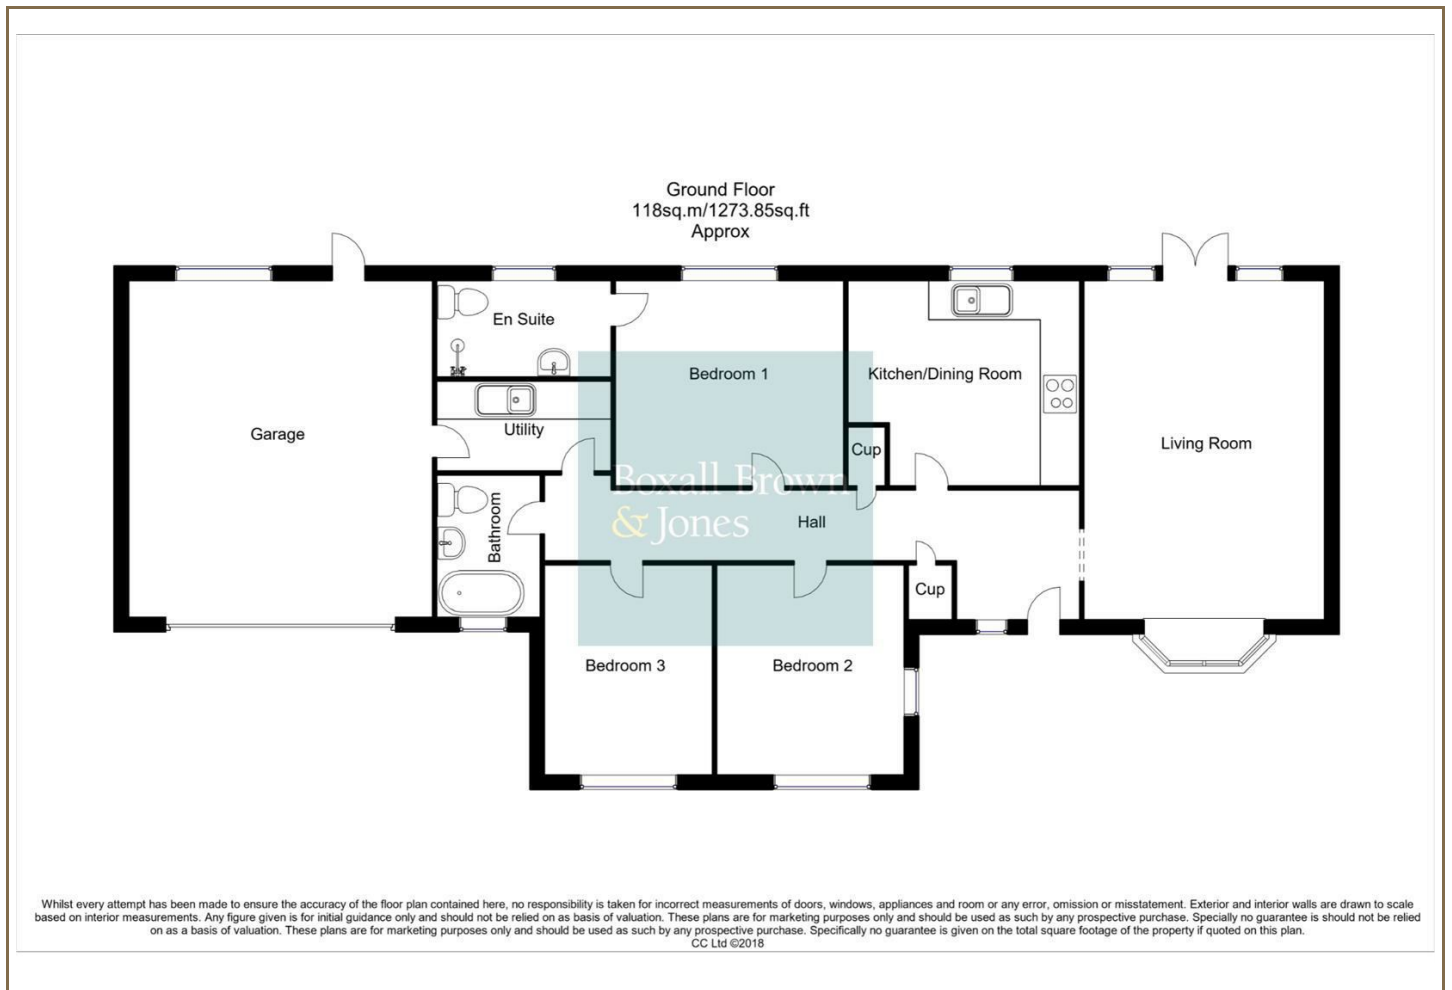 Ground Floor
118sq.m/1273.85sq.ft
Approx
En Suite
Bedroom 1
Kitchen/Dining Room
Garage
Utility
Cup
Living Room
Boxall Brown
& Jones
Bathroom
Hall
Cup
Bedroom 3
Bedroom 2
Whilst every attempt has been made to ensure the accuracy of the floor plan contained here, no responsibility is taken for incorrect measurements of doors, windows, appliances and room or any error, omission or misstatement. Exterior and interior walls are drawn to scale
based on interior measurements. Any figure given is for initial guidance only and should not be relied on as basis of valuation. These plans are for marketing purposes only and should be used as such by any prospective purchase. Specially no guarantee is should not be relied
on as a basis of valuation. These plans are for marketing purposes only and should be used as such by any prospective purchase. Specifically no guarantee is given on the total square footage of the property if quoted on this plan.
CC Ltd ©2018